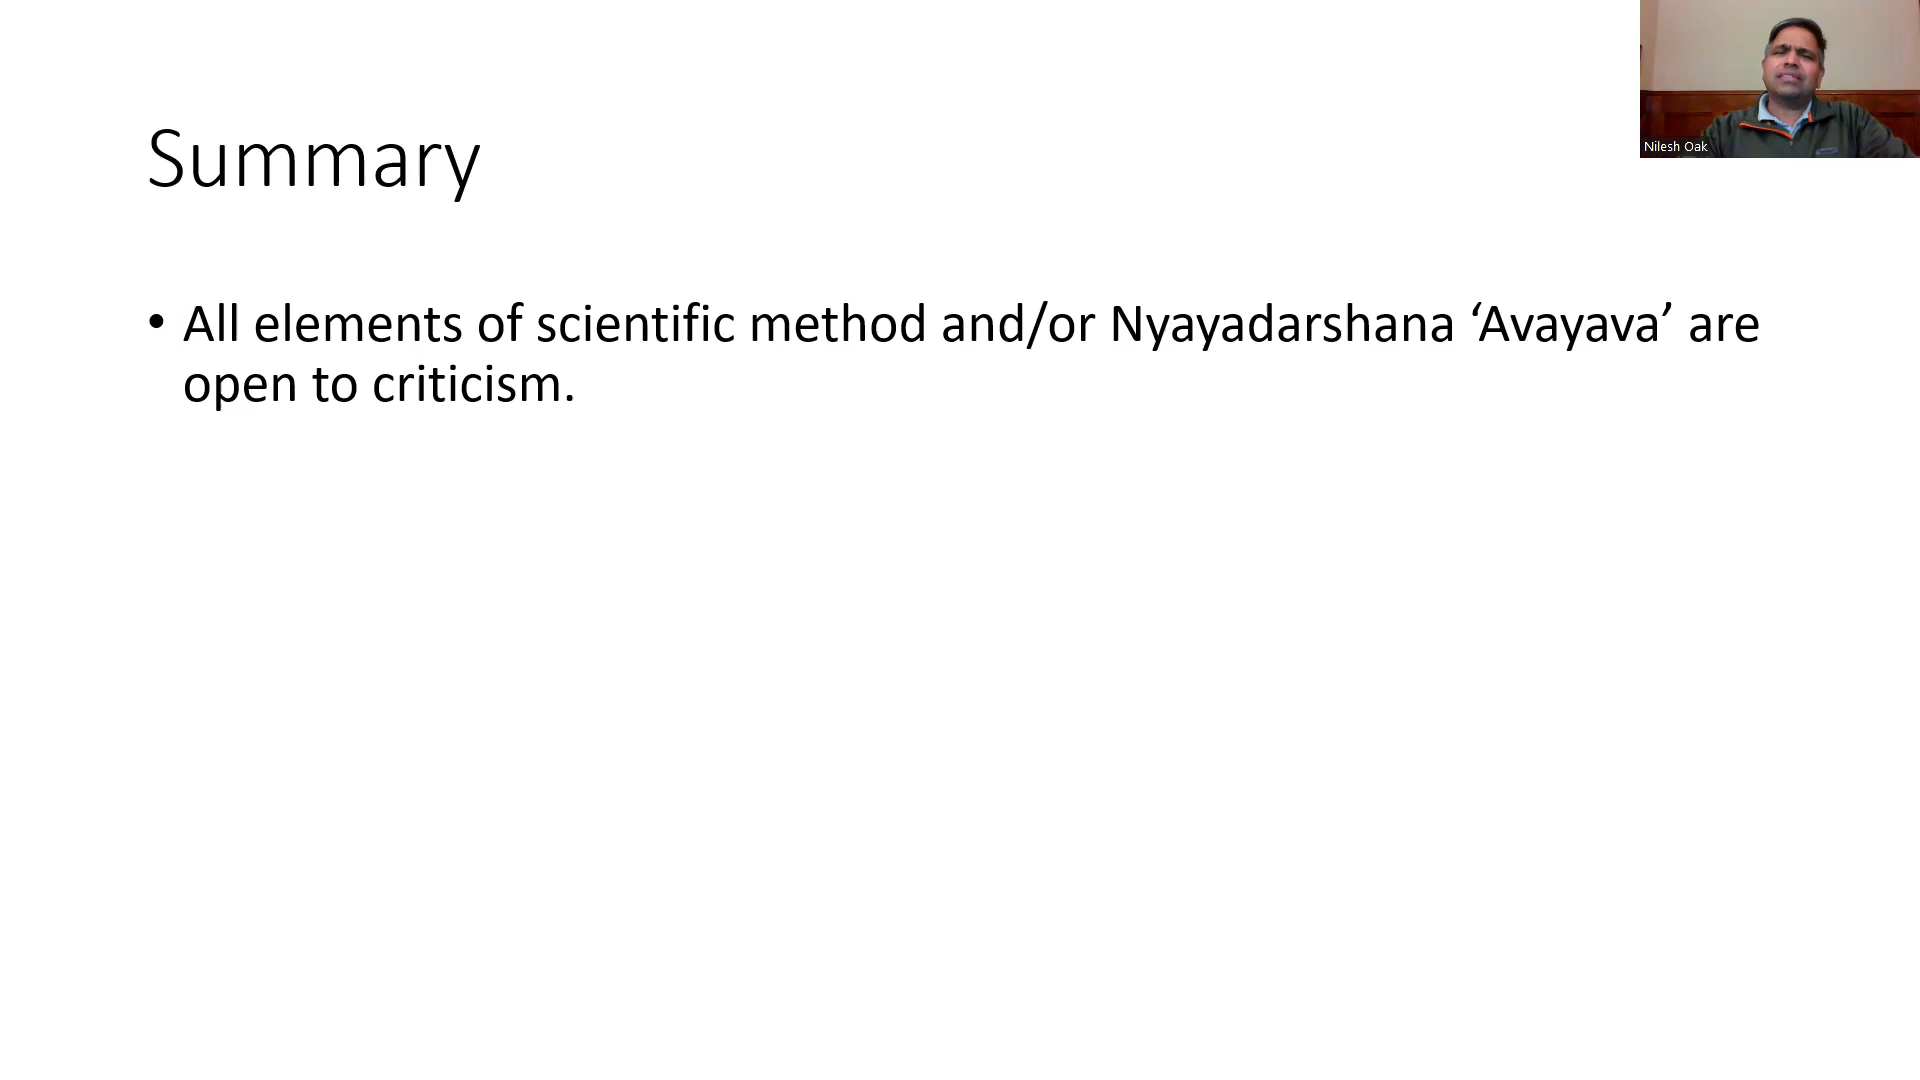 Nilesh Oak
Summary
• All elements of scientific method and/or Nyayadarshana ‘Avayava’ are
open to criticism.